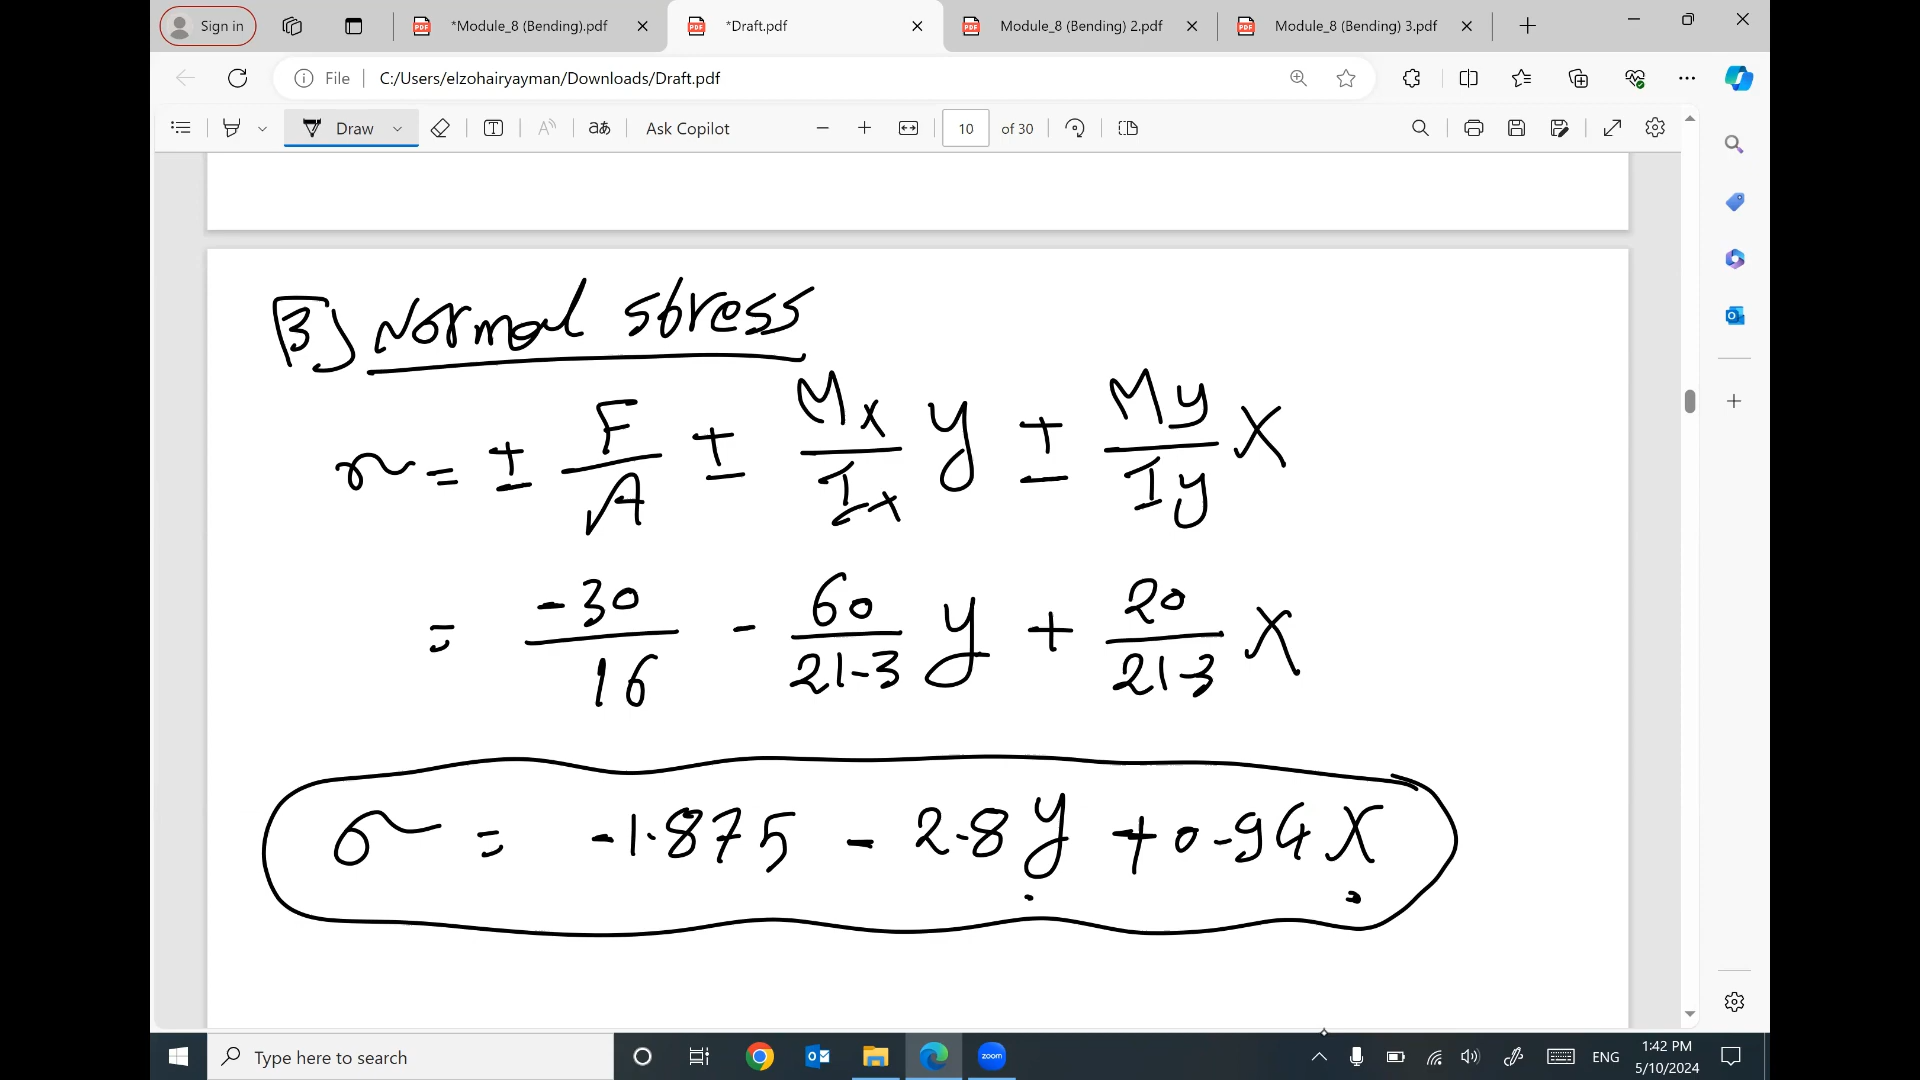 Sign in
*Module_8 (Bending).pdf
*Draft.pdf
Module_8 (Bending) 2.pdf
Module_8 (Bending) 3.pdf
File
C:/Users/elzohairyayman/Downloads/Draft.pdf
Draw
Ask Copilot
10 of 30
3] Normal stress
σ = ± F/A ± Mx/Ix y ± My/Iy X
= -30/16 - 60/21.3 y + 20/21.3 X
σ = -1.875 - 2.8 y + 0.94 X
Type here to search
zoom
ENG
1:42 PM
5/10/2024